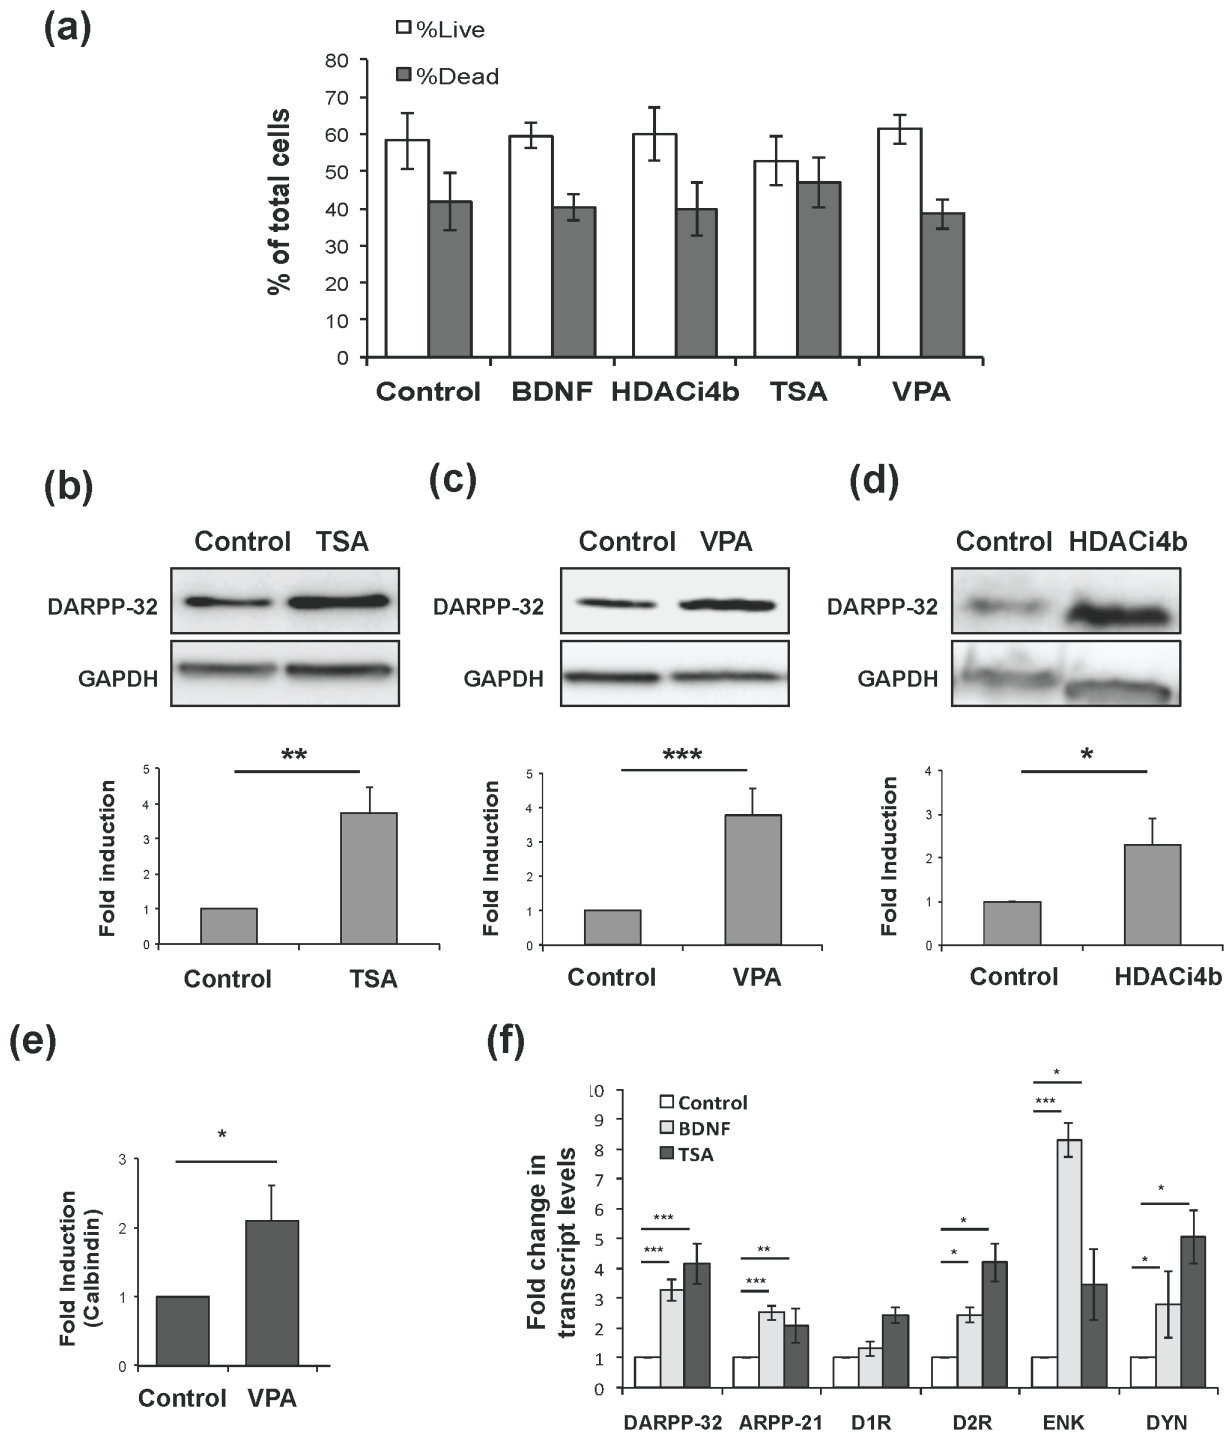 (a)
%Live
%Dead
% of total cells
80
70
60
50
40
30
20
10
0
Control BDNF HDACi4b TSA VPA
(b)
Control TSA
DARPP-32
GAPDH
**
Fold induction
5
4
3
2
1
0
Control TSA
(c)
Control VPA
DARPP-32
GAPDH
***
Fold Induction
5
4
3
2
1
0
Control VPA
(d)
Control HDACi4b
DARPP-32
GAPDH
*
Fold Induction
4
3
2
1
0
Control HDACi4b
(e)
*
Fold Induction
(Calbindin)
3
2
1
0
Control VPA
(f)
Control
BDNF
TSA
Fold change in
transcript levels
10
9
8
7
6
5
4
3
2
1
0
***
***
**
***
*
*
*
***
*
*
DARPP-32 ARPP-21 D1R D2R ENK DYN